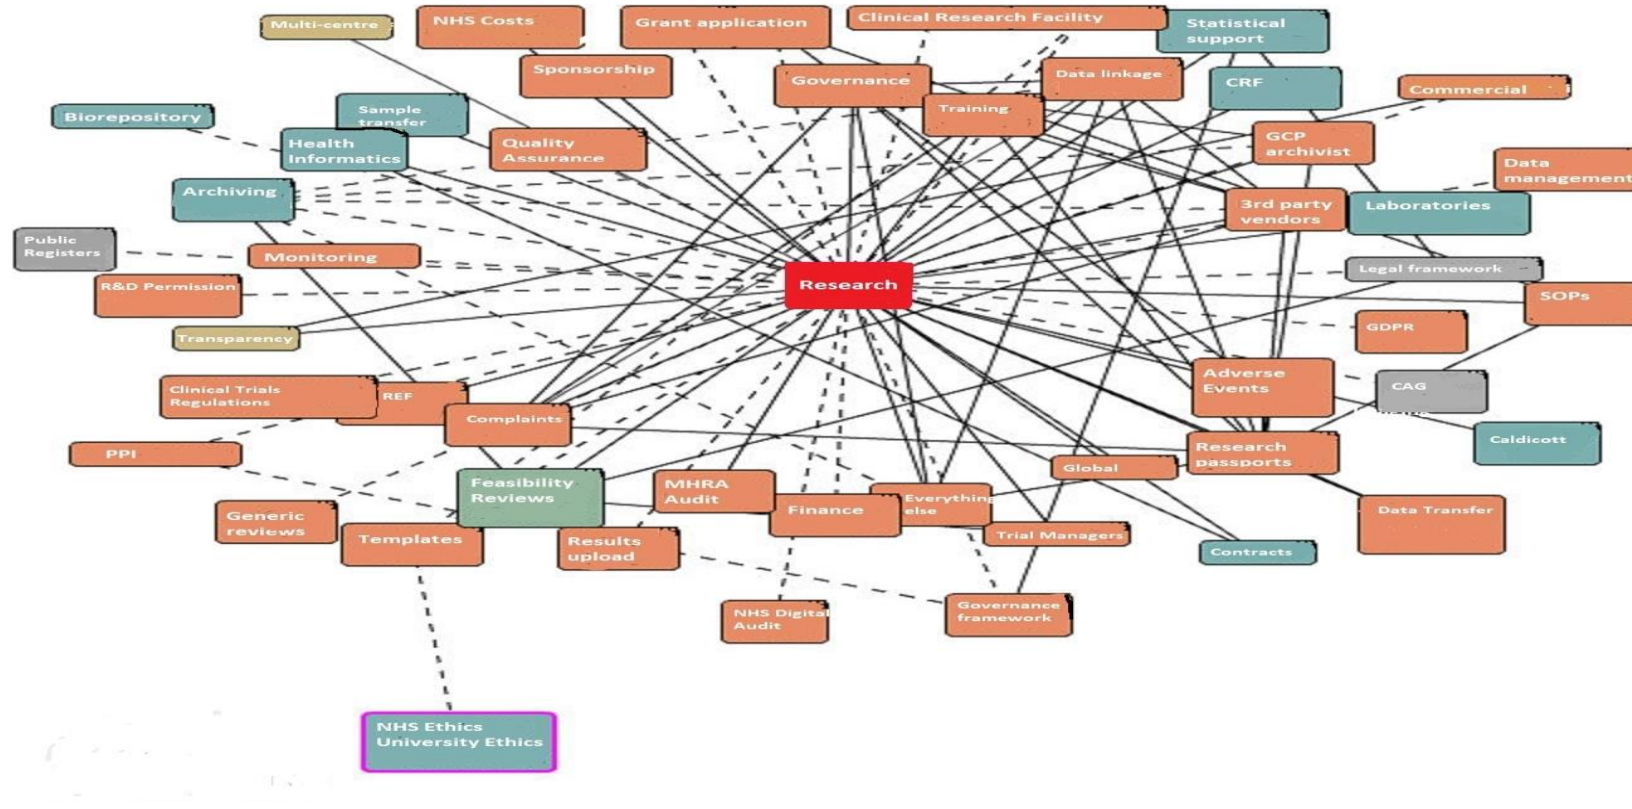 Multi-centre
NHS Costs
Grant application
Clinical Research Facility
Statistical
support
Sponsorship
Governance
Data linkage
CRF
Commercial
Biorepository
Sample
transfer
Training
Health
Informatics
Quality
Assurance
GCP
archivist
Data
management
Archiving
3rd party
vendors
Laboratories
Public
Registers
Monitoring
Legal framework
R&D Permission
Research
SOPs
Transparency
GDPR
Clinical Trials
Regulations
REF
Adverse
Events
CAG
Complaints
Caldicott
PPI
Research
passports
Global
Feasibility
Reviews
MHRA
Audit
Everything
else
Finance
Data Transfer
Generic
reviews
Templates
Results
upload
Trial Managers
Contracts
NHS Digital
Audit
Governance
framework
NHS Ethics
University Ethics